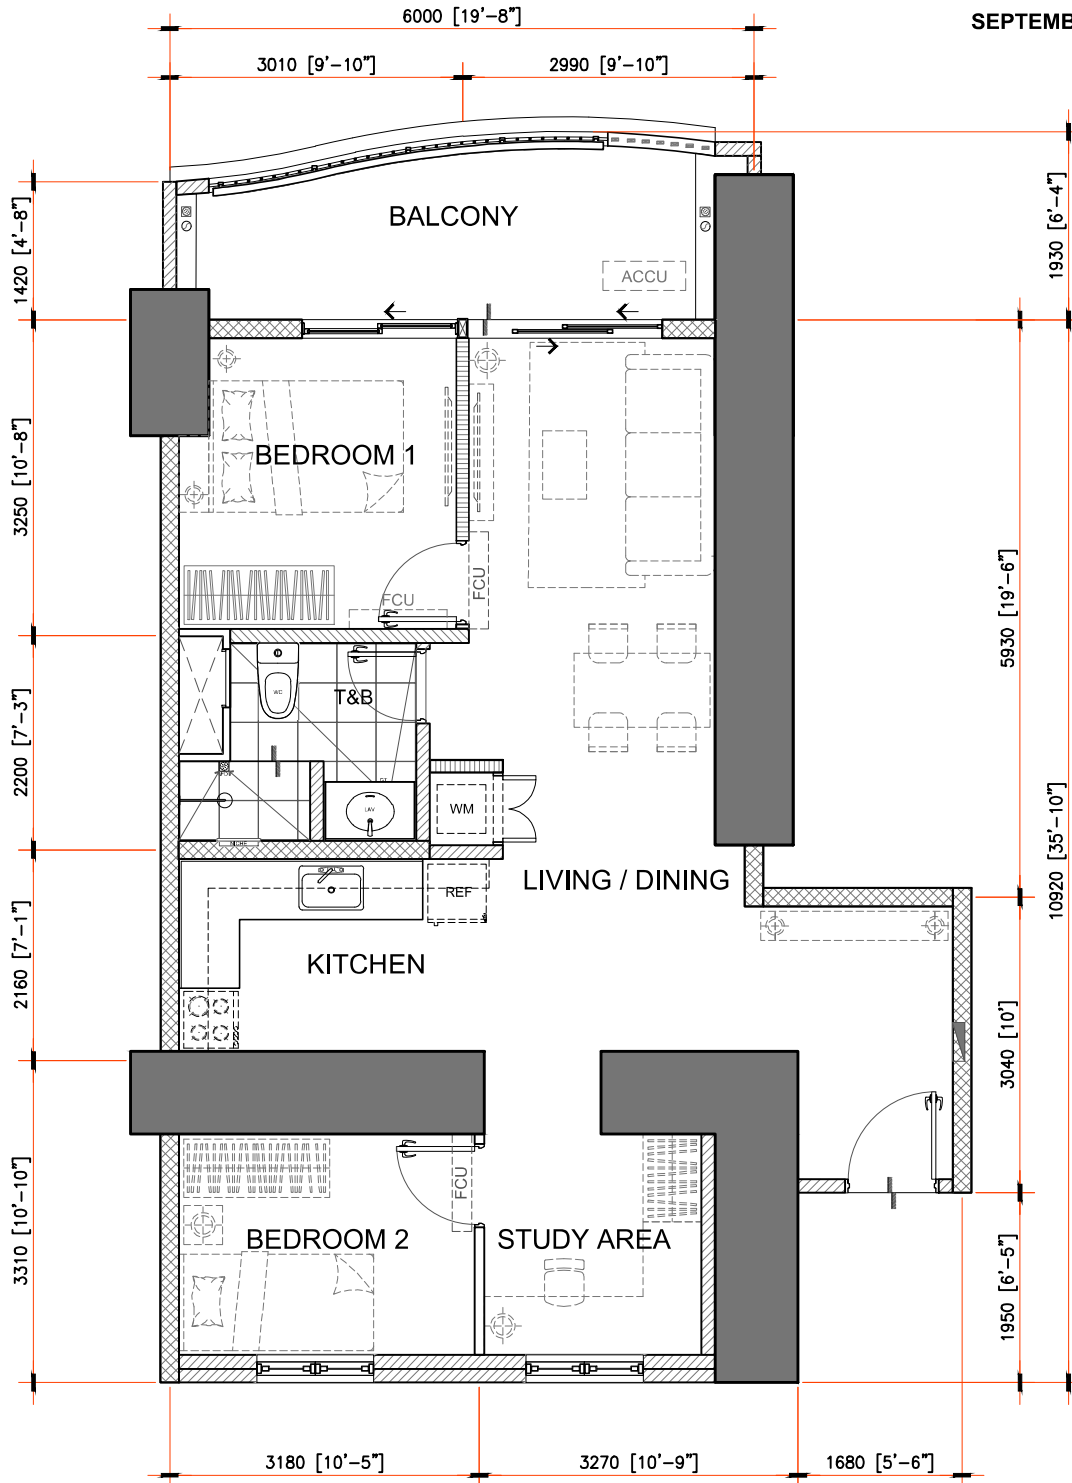 6000 [19'-8"]
SEPTEMB
3010 [9'-10"]
2990 [9'-10"]
1420 [4'-8"]
1930 [6'-4"]
BALCONY
ACCU
BEDROOM 1
3250 [10'-8"]
FCU
FCU
5930 [19'-6"]
WC
T&B
2200 [7'-3"]
LAV
WM
NICHE
10920 [35'-10"]
LIVING / DINING
REF
KITCHEN
2160 [7'-1"]
3040 [10']
FCU
BEDROOM 2
STUDY AREA
3310 [10'-10"]
1950 [6'-5"]
3180 [10'-5"]
3270 [10'-9"]
1680 [5'-6"]